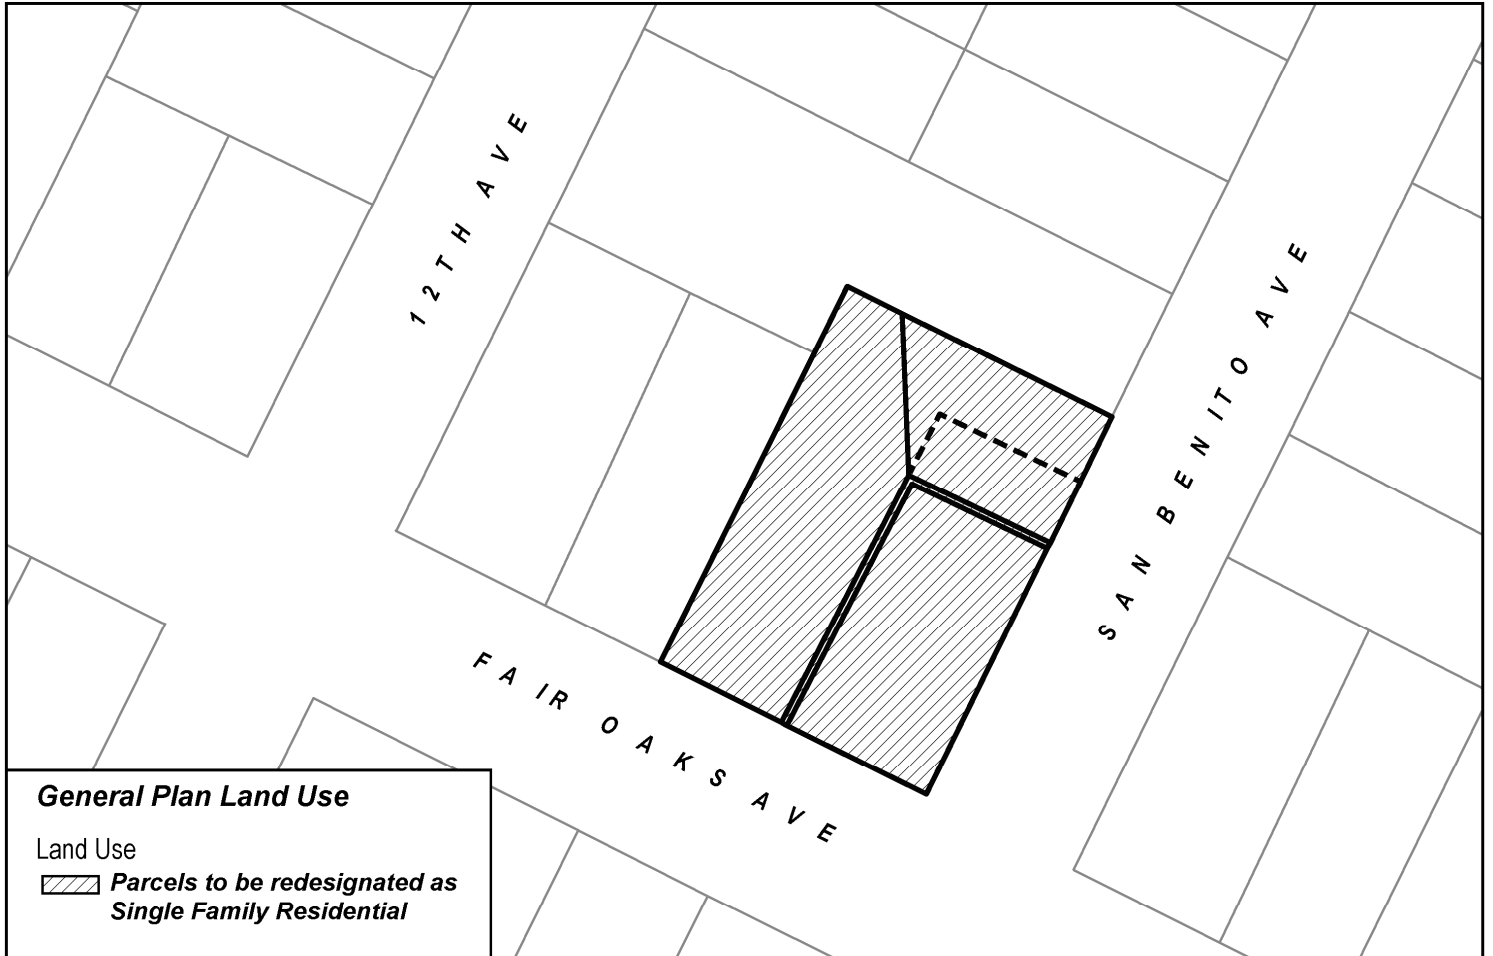 12TH AVE
SAN BENITO AVE
FAIR OAKS AVE
General Plan Land Use
Land Use
Parcels to be redesignated as
Single Family Residential